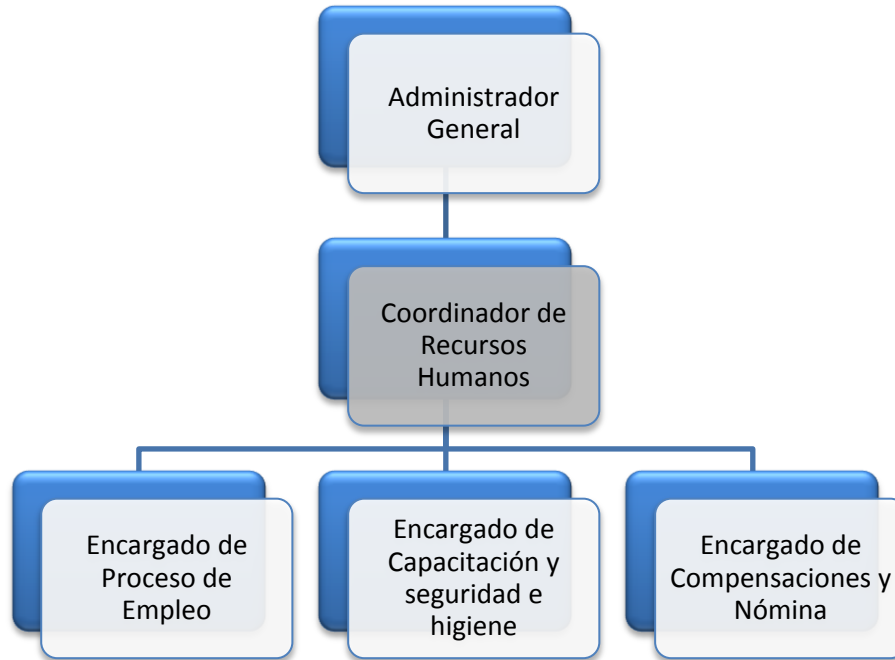 Administrador
General
Coordinador de
Recursos
Humanos
Encargado de
Proceso de
Empleo
Encargado de
Capacitación y
seguridad e
higiene
Encargado de
Compensaciones y
Nómina